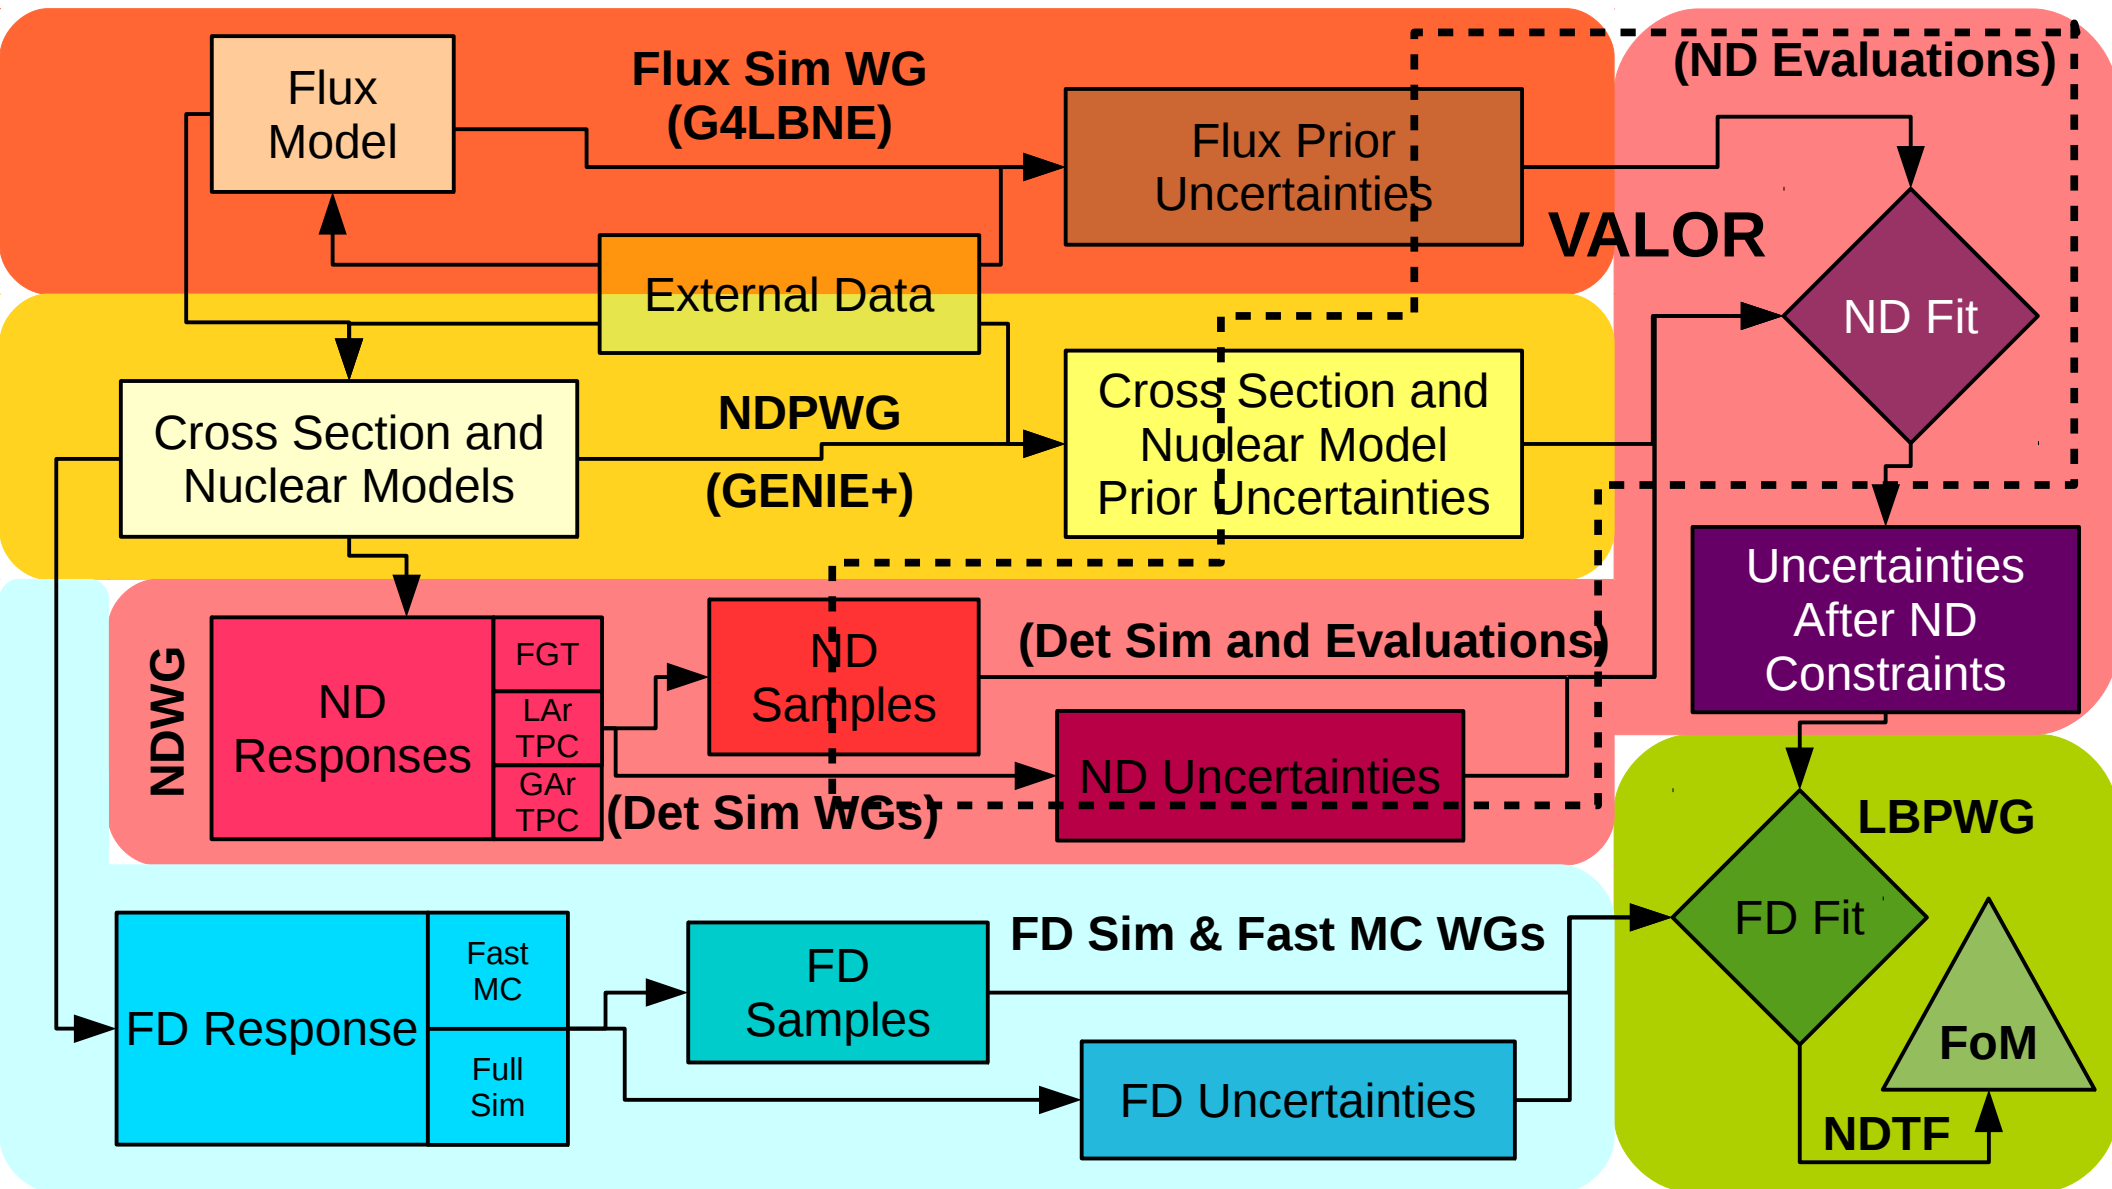 Flux
Model
Flux Sim WG
(G4LBNE)
Flux Prior
Uncertainties
(ND Evaluations)
VALOR
External Data
ND Fit
Cross Section and
Nuclear Models
NDPWG
(GENIE+)
Cross Section and
Nuclear Model
Prior Uncertainties
Uncertainties
After ND
Constraints
NDWG
ND
Responses
FGT
LAr
TPC
GAr
TPC
ND
Samples
(Det Sim and Evaluations)
ND Uncertainties
(Det Sim WGs)
LBPWG
FD Fit
FoM
NDTF
FD Response
Fast
MC
Full
Sim
FD
Samples
FD Sim & Fast MC WGs
FD Uncertainties